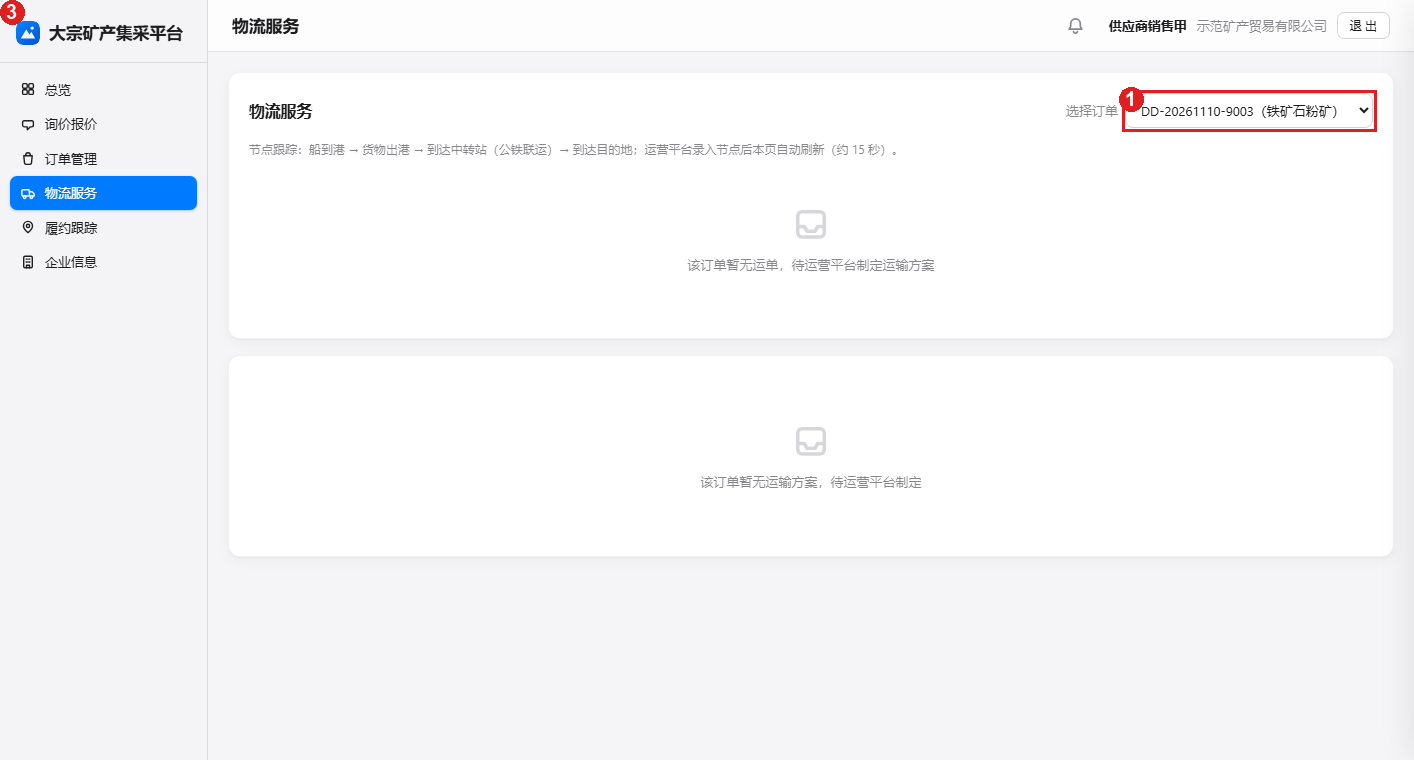 3
大宗矿产集采平台
物流服务
供应商销售甲 示范矿产贸易有限公司 退出
总览
询价报价
订单管理
物流服务
履约跟踪
企业信息
物流服务
选择订单 1 DD-20261110-9003（铁矿石粉矿）
节点跟踪：船到港 → 货物出港 → 到达中转站（公铁联运）→ 到达目的地；运营平台录入节点后本页自动刷新（约 15 秒）。
该订单暂无运单，待运营平台制定运输方案
该订单暂无运输方案，待运营平台制定